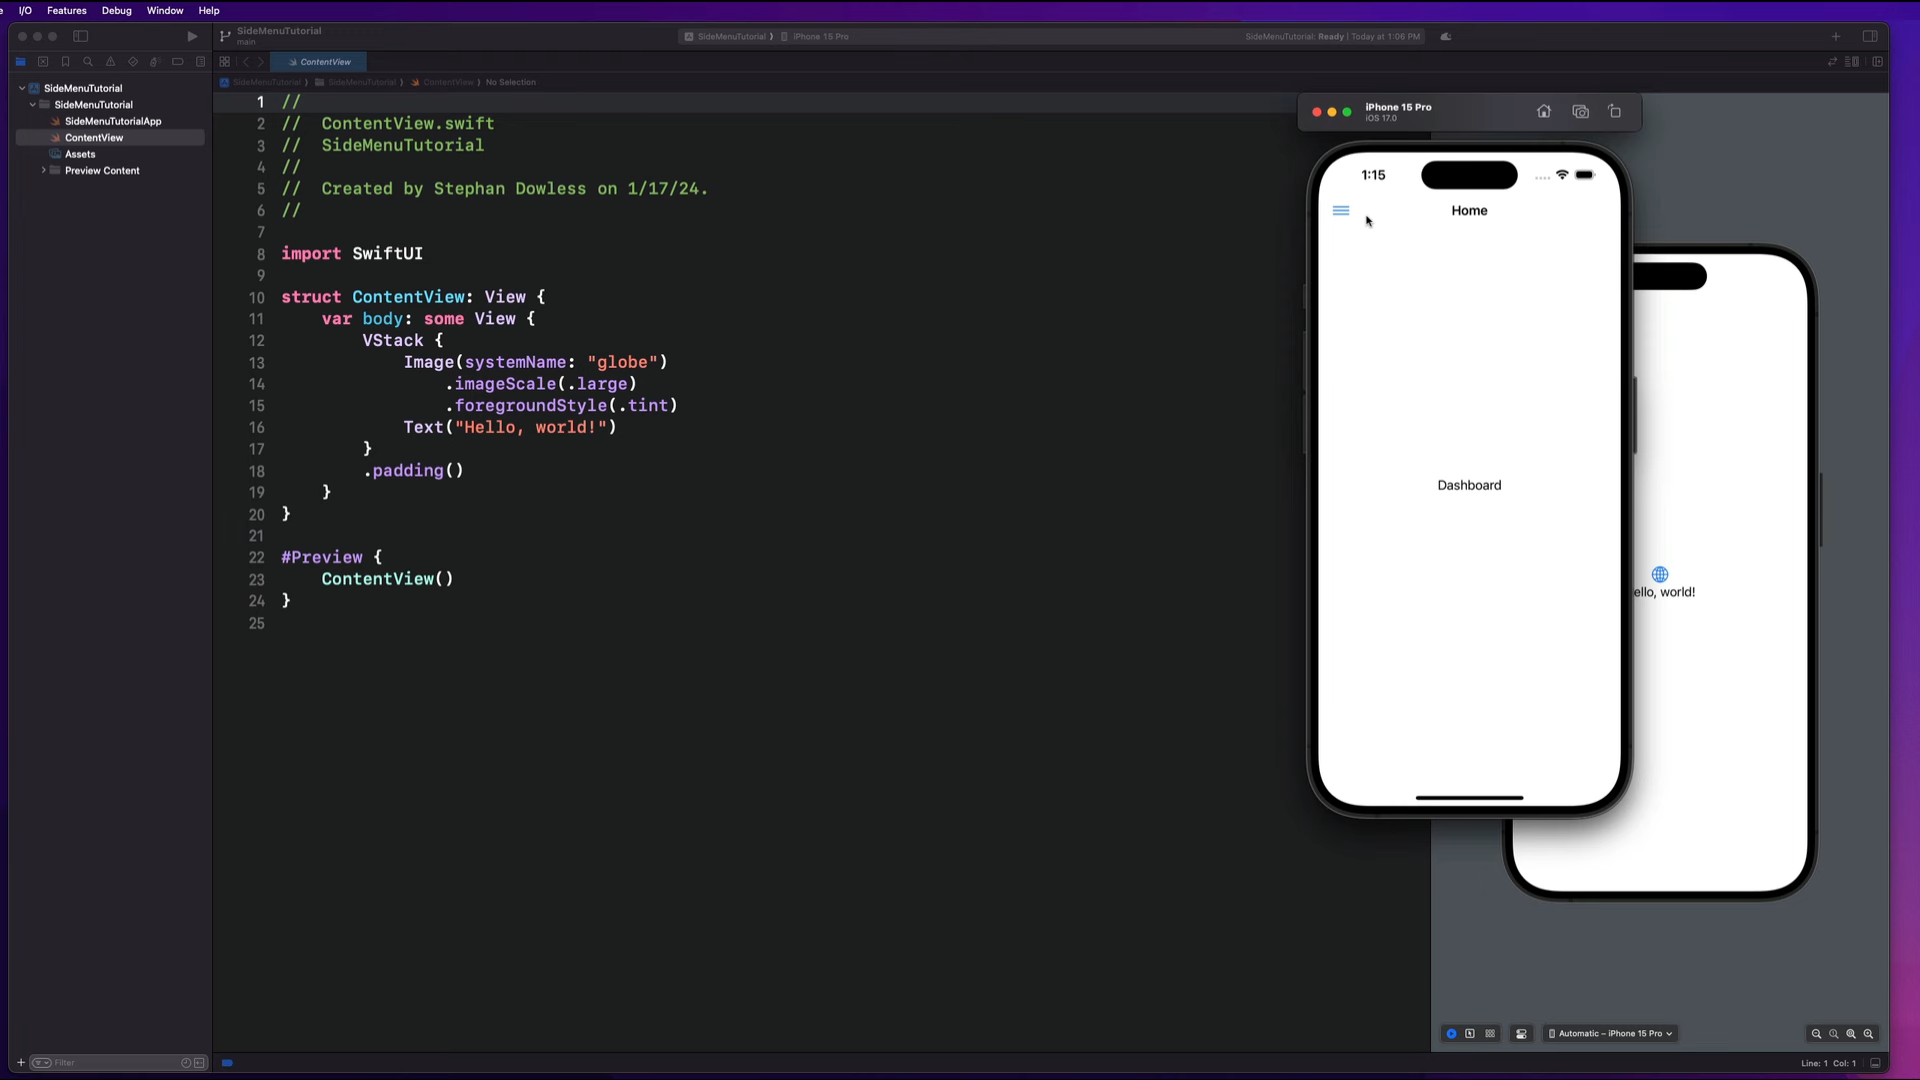 I/O Features Debug Window Help
SideMenuTutorial
main
SideMenuTutorial 〉 iPhone 15 Pro
SideMenuTutorial: Ready | Today at 1:06 PM
ContentView
SideMenuTutorial 〉 SideMenuTutorial 〉 ContentView 〉 No Selection
SideMenuTutorial
SideMenuTutorial
SideMenuTutorialApp
ContentView
Assets
Preview Content
1 //
2 //  ContentView.swift
3 //  SideMenuTutorial
4 //
5 //  Created by Stephan Dowless on 1/17/24.
6 //
7
8 import SwiftUI
9
10 struct ContentView: View {
11     var body: some View {
12         VStack {
13             Image(systemName: "globe")
14                 .imageScale(.large)
15                 .foregroundStyle(.tint)
16             Text("Hello, world!")
17         }
18         .padding()
19     }
20 }
21
22 #Preview {
23     ContentView()
24 }
25
iPhone 15 Pro
iOS 17.0
1:15
Home
Dashboard
ello, world!
Automatic – iPhone 15 Pro
Filter
Line: 1 Col: 1